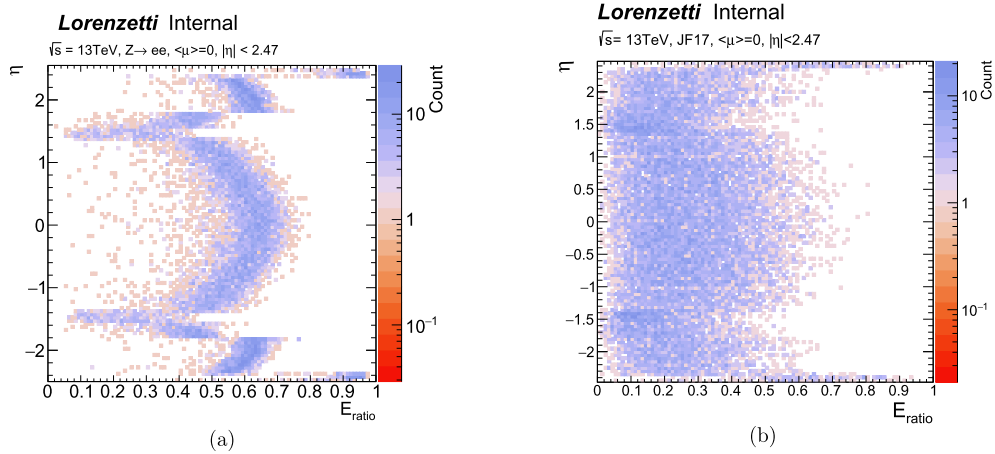 Lorenzetti Internal
√s = 13TeV, Z→ ee, <μ>=0, |η| < 2.47
η
2
1
0
−1
−2
0 0.1 0.2 0.3 0.4 0.5 0.6 0.7 0.8 0.9 1
E_ratio
Count
10
1
10⁻¹
(a)
Lorenzetti Internal
√s= 13TeV, JF17, <μ>=0, |η|<2.47
η
2
1.5
1
0.5
0
−0.5
−1
−1.5
−2
0 0.1 0.2 0.3 0.4 0.5 0.6 0.7 0.8 0.9 1
E_ratio
Count
10
1
10⁻¹
(b)